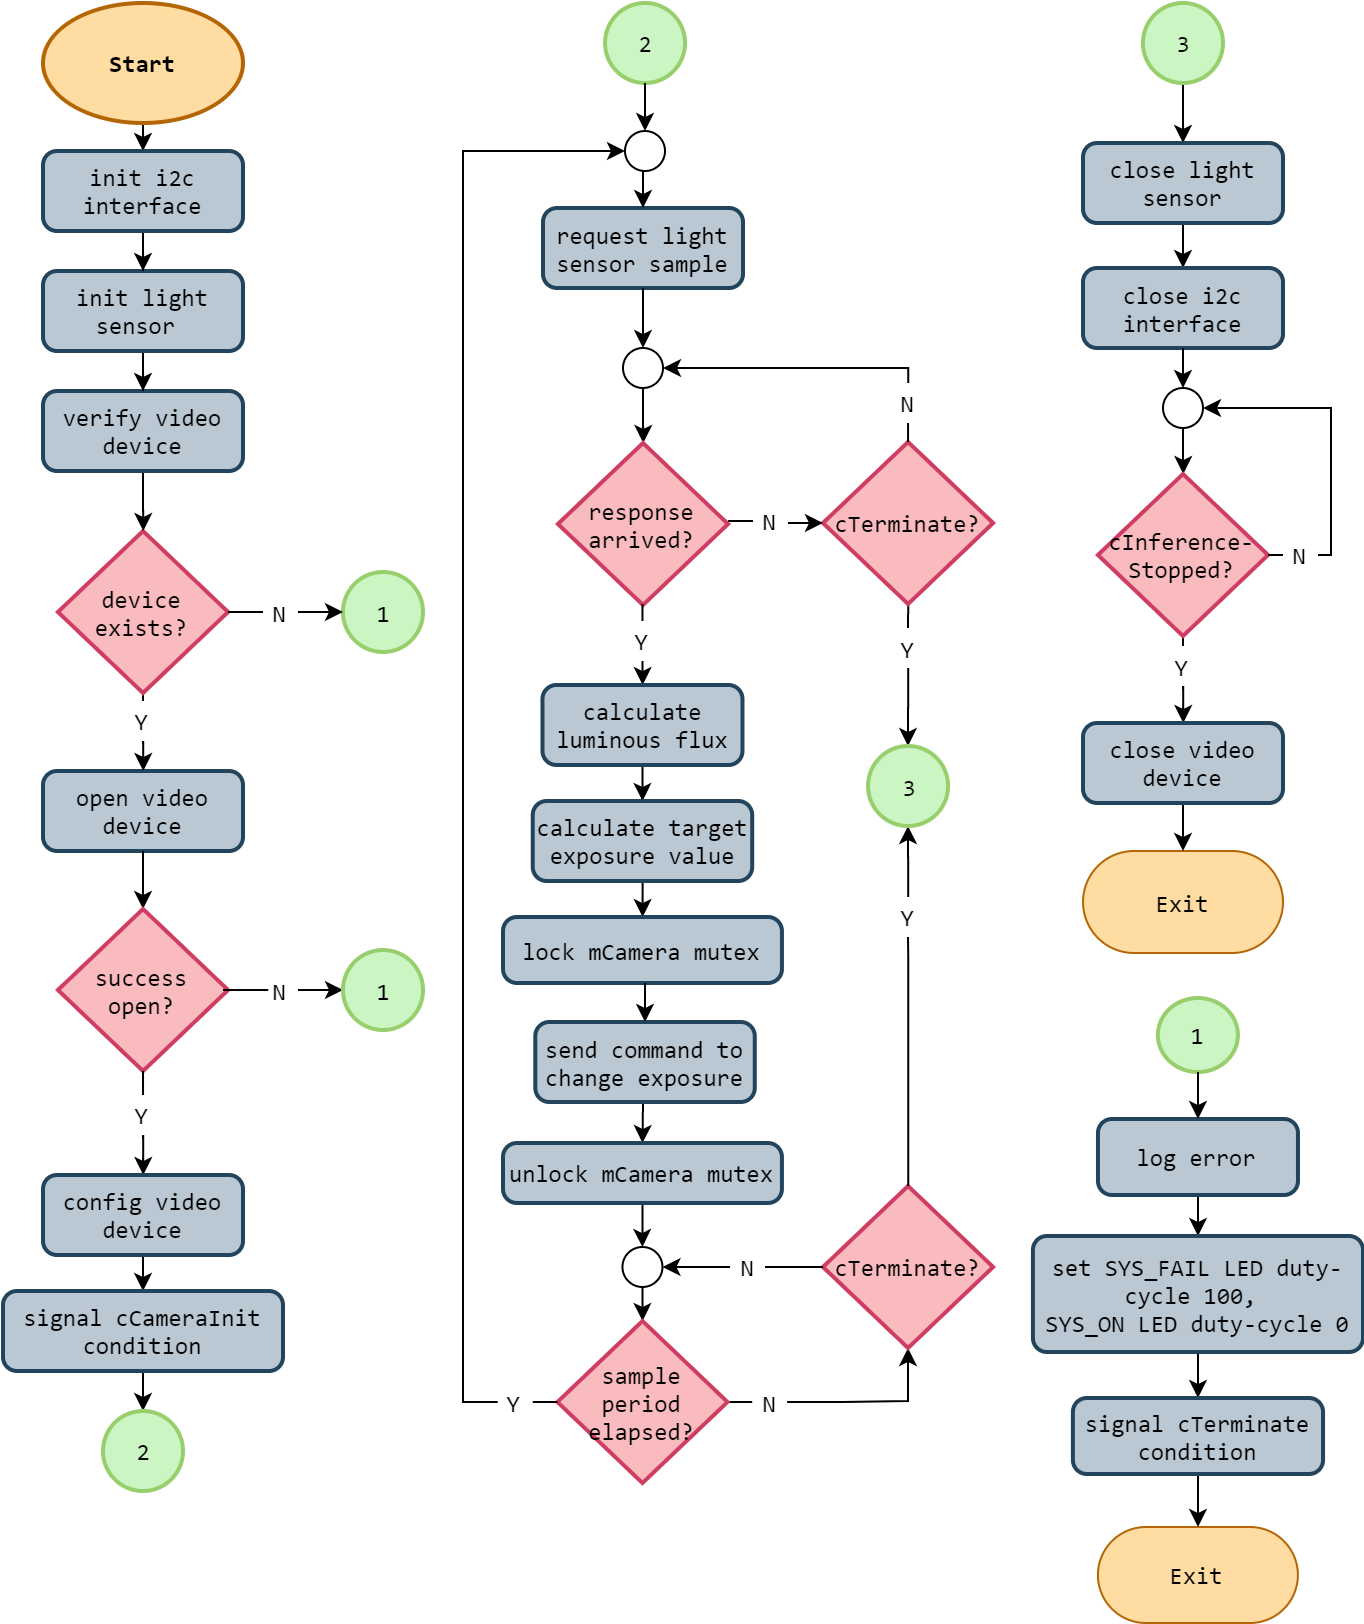 Start
init i2c
interface
init light
sensor
verify video
device
device
exists?
N
1
Y
open video
device
success
open?
N
1
Y
config video
device
signal cCameraInit
condition
2
2
request light
sensor sample
response
arrived?
N
cTerminate?
N
Y
Y
calculate
luminous flux
3
calculate target
exposure value
lock mCamera mutex
send command to
change exposure
unlock mCamera mutex
sample
period
elapsed?
Y
N
cTerminate?
N
Y
3
close light
sensor
close i2c
interface
cInference-
Stopped?
N
Y
close video
device
Exit
1
log error
set SYS_FAIL LED duty-
cycle 100,
SYS_ON LED duty-cycle 0
signal cTerminate
condition
Exit